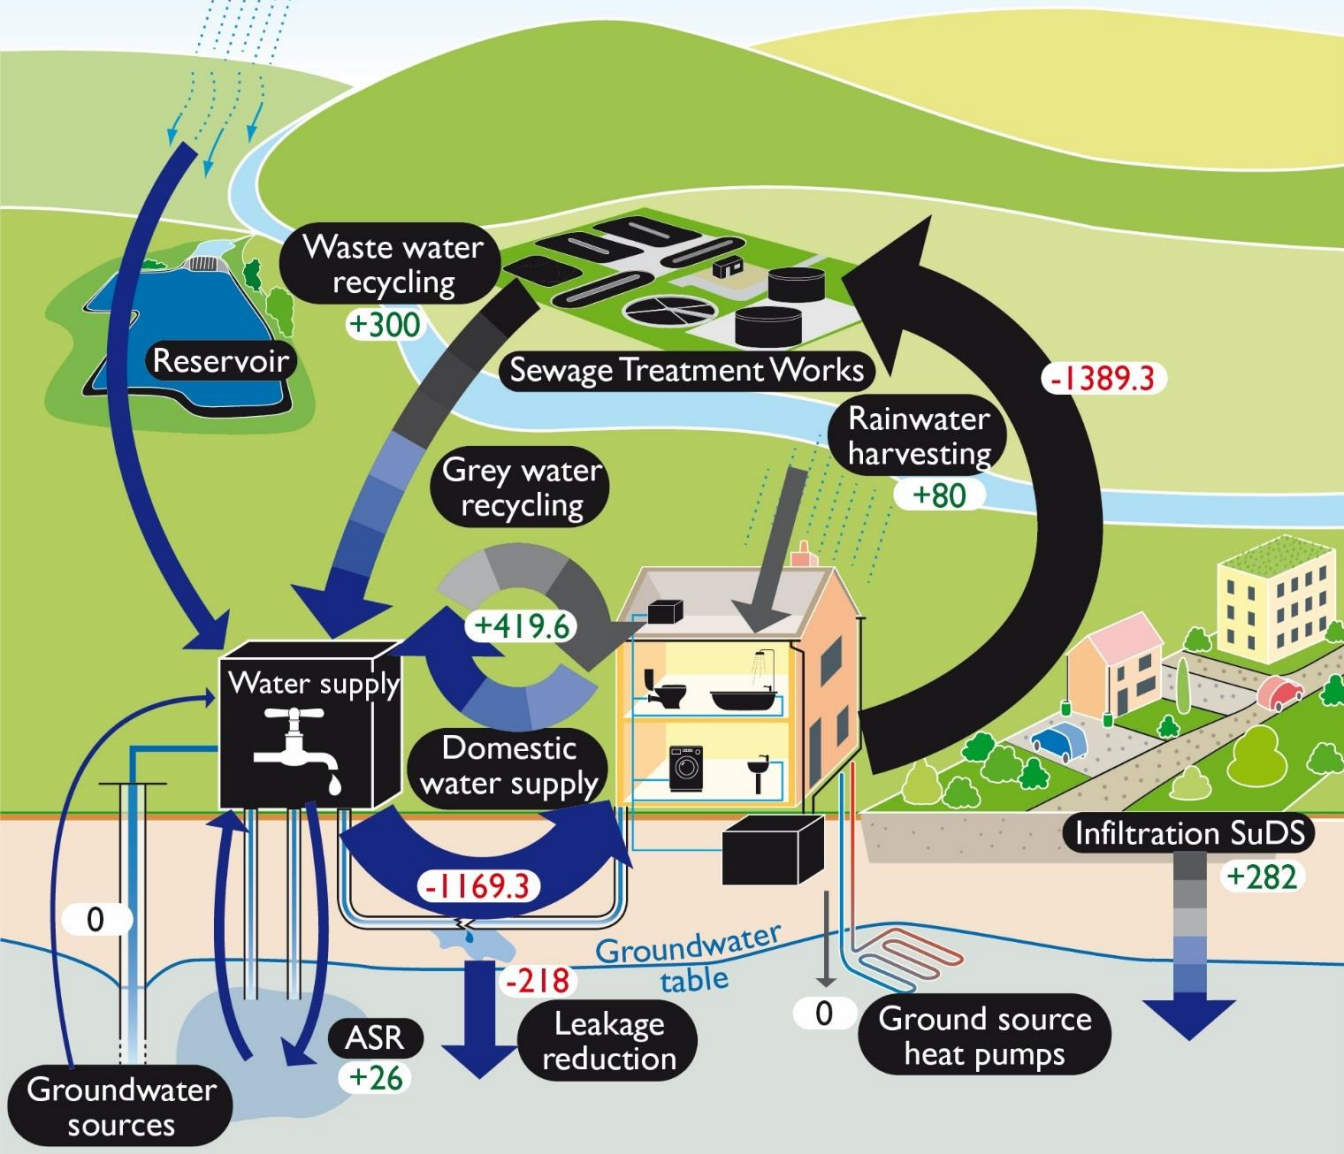 Waste water
recycling
+300
Reservoir
Sewage Treatment Works
-1389.3
Rainwater
harvesting
+80
Grey water
recycling
+419.6
Water supply
Domestic
water supply
Infiltration SuDS
+282
-1169.3
0
Groundwater
table
-218
Leakage
reduction
0
Ground source
heat pumps
ASR
+26
Groundwater
sources